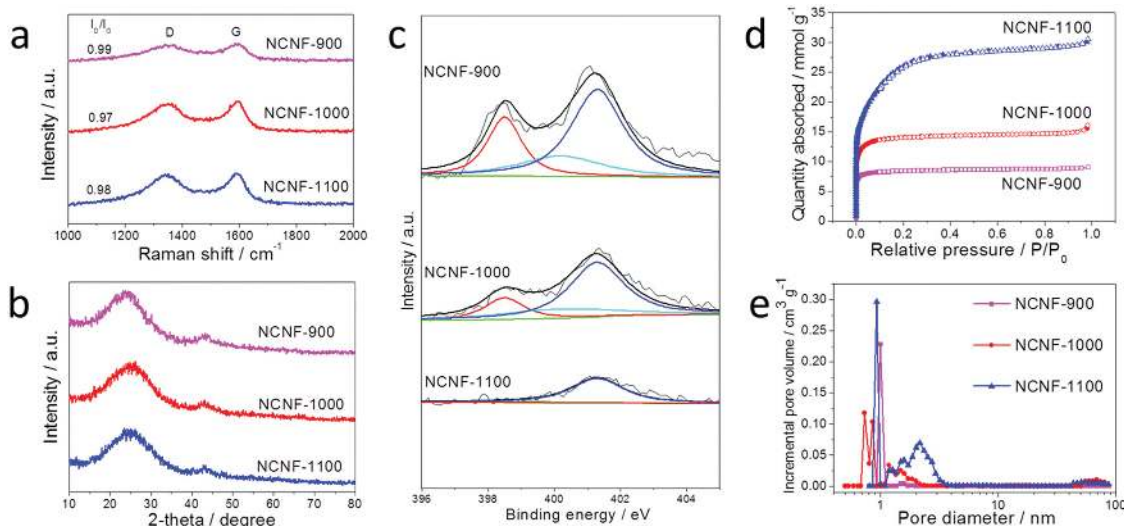 a
I_D/I_G
D
G
0.99
NCNF-900
0.97
NCNF-1000
0.98
NCNF-1100
Intensity / a.u.
1000 1200 1400 1600 1800 2000
Raman shift / cm-1
b
NCNF-900
NCNF-1000
NCNF-1100
Intensity / a.u.
10 20 30 40 50 60 70 80
2-theta / degree
c
NCNF-900
NCNF-1000
NCNF-1100
Intensity / a.u.
396 398 400 402 404
Binding energy / eV
d
NCNF-1100
NCNF-1000
NCNF-900
Quantity absorbed / mmol g-1
35
30
25
20
15
10
5
0
0.0 0.2 0.4 0.6 0.8 1.0
Relative pressure / P/P0
e
NCNF-900
NCNF-1000
NCNF-1100
Incremental pore volume / cm3 g-1
0.30
0.25
0.20
0.15
0.10
0.05
0.00
1 10 100
Pore diameter / nm